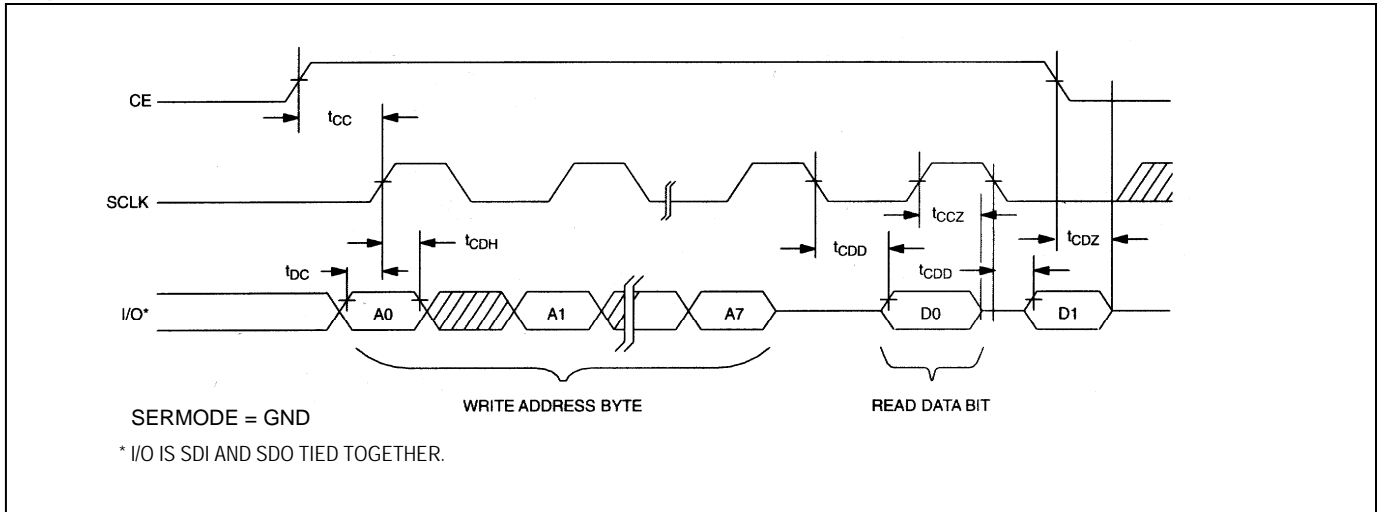 CE
tCC
SCLK
tCCZ
tCDH
tCDD
tCDZ
tDC
tCDD
I/O*
A0
A1
A7
D0
D1
WRITE ADDRESS BYTE
READ DATA BIT
SERMODE = GND
* I/O IS SDI AND SDO TIED TOGETHER.